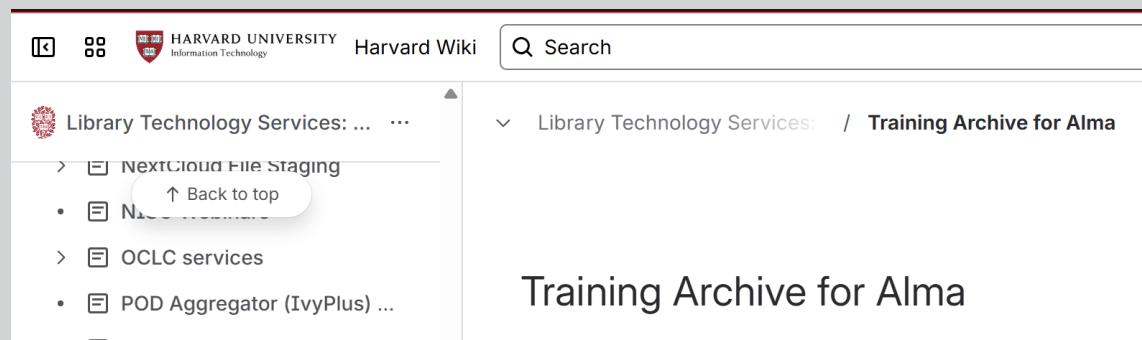 HARVARD UNIVERSITY
Information Technology
Harvard Wiki
Search
Library Technology Services: ...
NextCloud File Staging
Back to top
OCLC services
POD Aggregator (IvyPlus) ...
Library Technology Services: / Training Archive for Alma
Training Archive for Alma